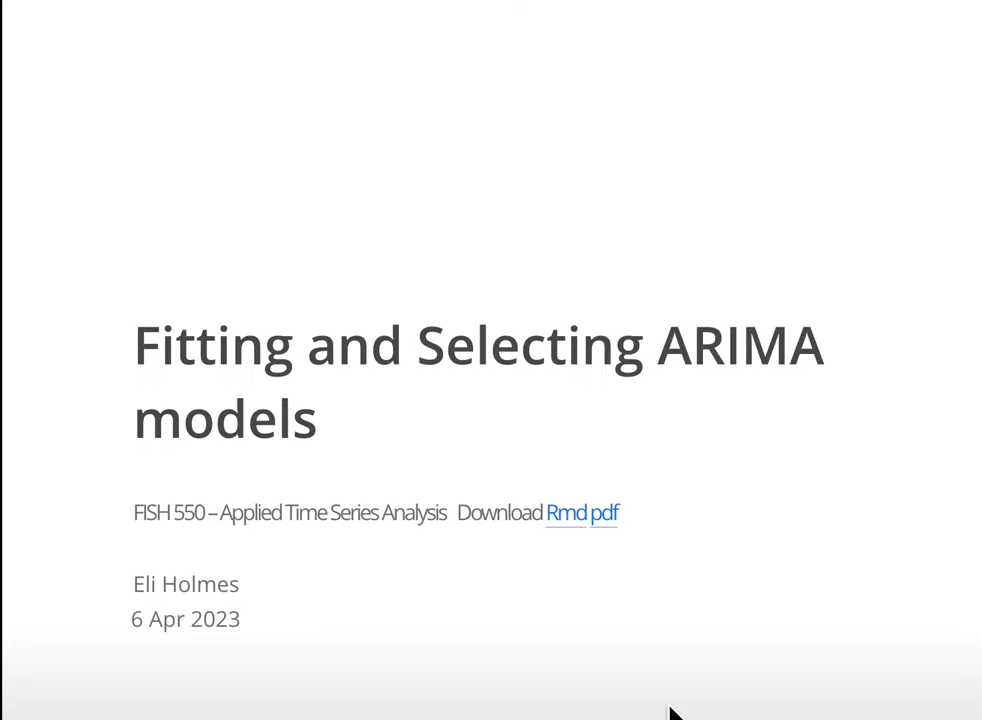 Fitting and Selecting ARIMA
models
FISH 550 – Applied Time Series Analysis Download Rmd pdf
Eli Holmes
6 Apr 2023